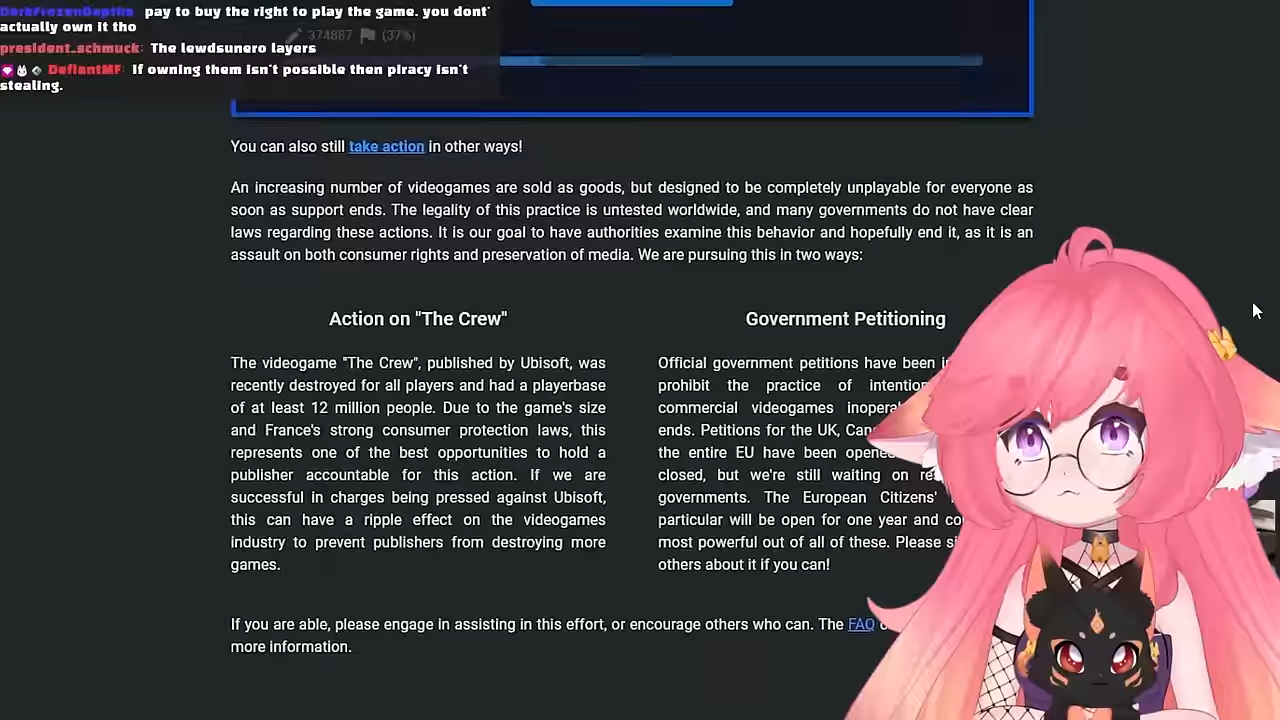 DarkFrozenDepths pay to buy the right to play the game. you dont'
actually own it tho
president_schmuck: The lewdsunero layers
374887 (37%)
DefiantMF: If owning them isn't possible then piracy isn't
stealing.
You can also still take action in other ways!
An increasing number of videogames are sold as goods, but designed to be completely unplayable for everyone as
soon as support ends. The legality of this practice is untested worldwide, and many governments do not have clear
laws regarding these actions. It is our goal to have authorities examine this behavior and hopefully end it, as it is an
assault on both consumer rights and preservation of media. We are pursuing this in two ways:
Action on "The Crew"
The videogame "The Crew", published by Ubisoft, was
recently destroyed for all players and had a playerbase
of at least 12 million people. Due to the game's size
and France's strong consumer protection laws, this
represents one of the best opportunities to hold a
publisher accountable for this action. If we are
successful in charges being pressed against Ubisoft,
this can have a ripple effect on the videogames
industry to prevent publishers from destroying more
games.
Government Petitioning
Official government petitions have been
prohibit the practice of
commercial videogames
ends. Petitions for the UK,
the entire EU have been
closed, but we're still waiting on
governments. The European Citizens'
particular will be open for one year and
most powerful out of all of these. Please
others about it if you can!
If you are able, please engage in assisting in this effort, or encourage others who can. The FAQ
more information.